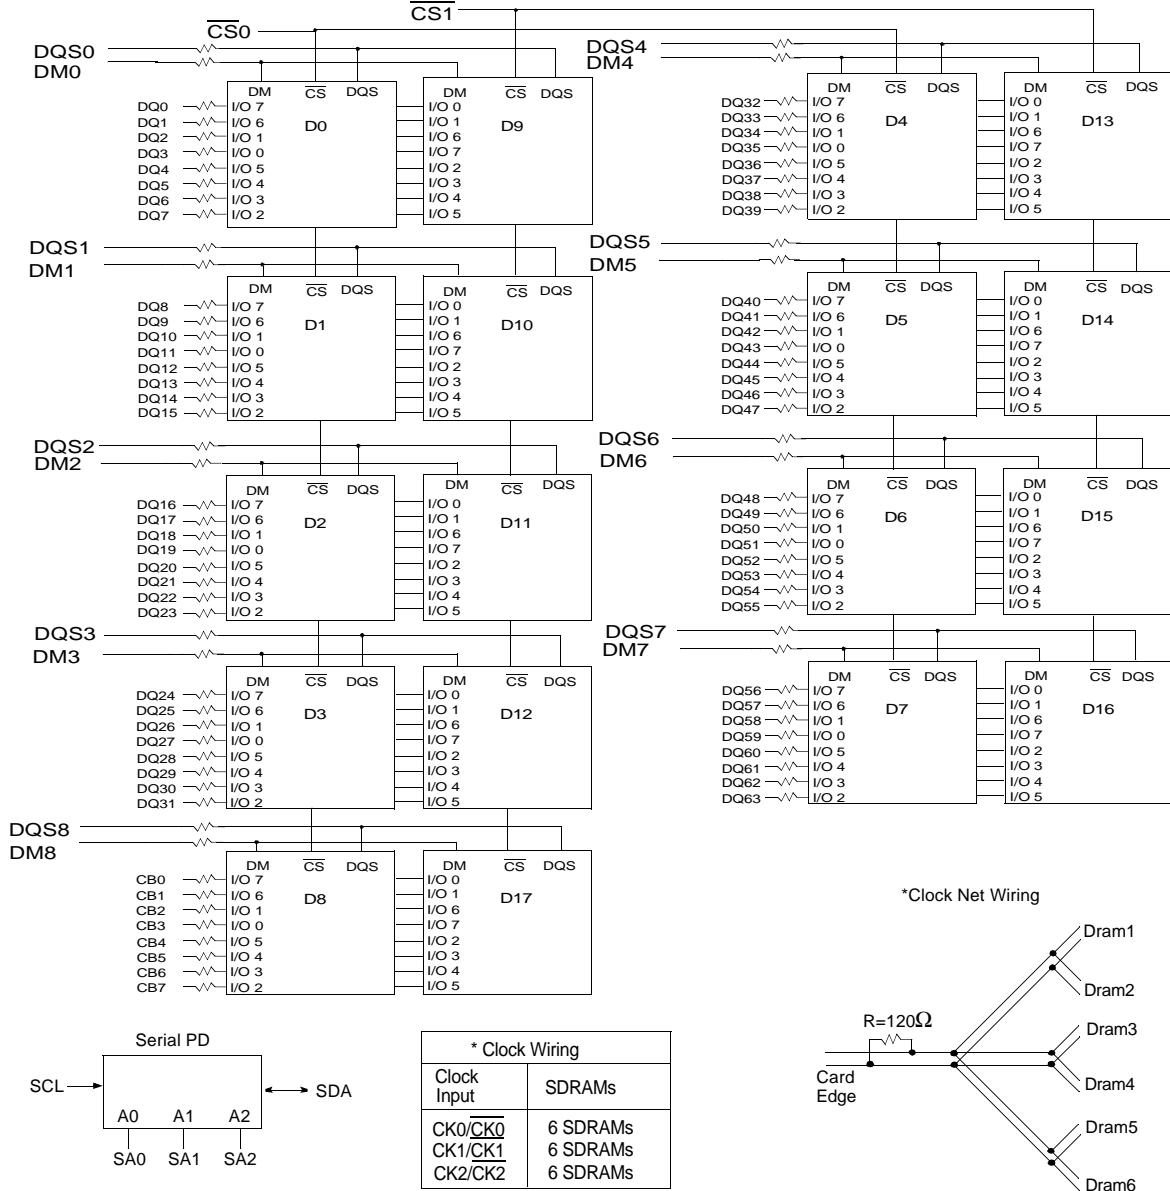 CS1
CS0
DQS0
DM0
DM CS DQS DM CS DQS
D0 D9
DQ0 I/O 7 I/O 0
DQ1 I/O 6 I/O 1
DQ2 I/O 1 I/O 6
DQ3 I/O 0 I/O 7
DQ4 I/O 5 I/O 2
DQ5 I/O 4 I/O 3
DQ6 I/O 3 I/O 4
DQ7 I/O 2 I/O 5
DQS1
DM1
DM CS DQS DM CS DQS
D1 D10
DQ8 I/O 7 I/O 0
DQ9 I/O 6 I/O 1
DQ10 I/O 1 I/O 6
DQ11 I/O 0 I/O 7
DQ12 I/O 5 I/O 2
DQ13 I/O 4 I/O 3
DQ14 I/O 3 I/O 4
DQ15 I/O 2 I/O 5
DQS2
DM2
DM CS DQS DM CS DQS
D2 D11
DQ16 I/O 7 I/O 0
DQ17 I/O 6 I/O 1
DQ18 I/O 1 I/O 6
DQ19 I/O 0 I/O 7
DQ20 I/O 5 I/O 2
DQ21 I/O 4 I/O 3
DQ22 I/O 3 I/O 4
DQ23 I/O 2 I/O 5
DQS3
DM3
DM CS DQS DM CS DQS
D3 D12
DQ24 I/O 7 I/O 0
DQ25 I/O 6 I/O 1
DQ26 I/O 1 I/O 6
DQ27 I/O 0 I/O 7
DQ28 I/O 5 I/O 2
DQ29 I/O 4 I/O 3
DQ30 I/O 3 I/O 4
DQ31 I/O 2 I/O 5
DQS8
DM8
DM CS DQS DM CS DQS
D8 D17
CB0 I/O 7 I/O 0
CB1 I/O 6 I/O 1
CB2 I/O 1 I/O 6
CB3 I/O 0 I/O 7
CB4 I/O 5 I/O 2
CB5 I/O 4 I/O 3
CB6 I/O 3 I/O 4
CB7 I/O 2 I/O 5
DQS4
DM4
DM CS DQS DM CS DQS
D4 D13
DQ32 I/O 7 I/O 0
DQ33 I/O 6 I/O 1
DQ34 I/O 1 I/O 6
DQ35 I/O 0 I/O 7
DQ36 I/O 5 I/O 2
DQ37 I/O 4 I/O 3
DQ38 I/O 3 I/O 4
DQ39 I/O 2 I/O 5
DQS5
DM5
DM CS DQS DM CS DQS
D5 D14
DQ40 I/O 7 I/O 0
DQ41 I/O 6 I/O 1
DQ42 I/O 1 I/O 6
DQ43 I/O 0 I/O 7
DQ44 I/O 5 I/O 2
DQ45 I/O 4 I/O 3
DQ46 I/O 3 I/O 4
DQ47 I/O 2 I/O 5
DQS6
DM6
DM CS DQS DM CS DQS
D6 D15
DQ48 I/O 7 I/O 0
DQ49 I/O 6 I/O 1
DQ50 I/O 1 I/O 6
DQ51 I/O 0 I/O 7
DQ52 I/O 5 I/O 2
DQ53 I/O 4 I/O 3
DQ54 I/O 3 I/O 4
DQ55 I/O 2 I/O 5
DQS7
DM7
DM CS DQS DM CS DQS
D7 D16
DQ56 I/O 7 I/O 0
DQ57 I/O 6 I/O 1
DQ58 I/O 1 I/O 6
DQ59 I/O 0 I/O 7
DQ60 I/O 5 I/O 2
DQ61 I/O 4 I/O 3
DQ62 I/O 3 I/O 4
DQ63 I/O 2 I/O 5
Serial PD
SCL SDA
A0 A1 A2
SA0 SA1 SA2
* Clock Wiring
Clock
Input SDRAMs
CK0/CK0 6 SDRAMs
CK1/CK1 6 SDRAMs
CK2/CK2 6 SDRAMs
*Clock Net Wiring
R=120Ω
Card
Edge
Dram1
Dram2
Dram3
Dram4
Dram5
Dram6